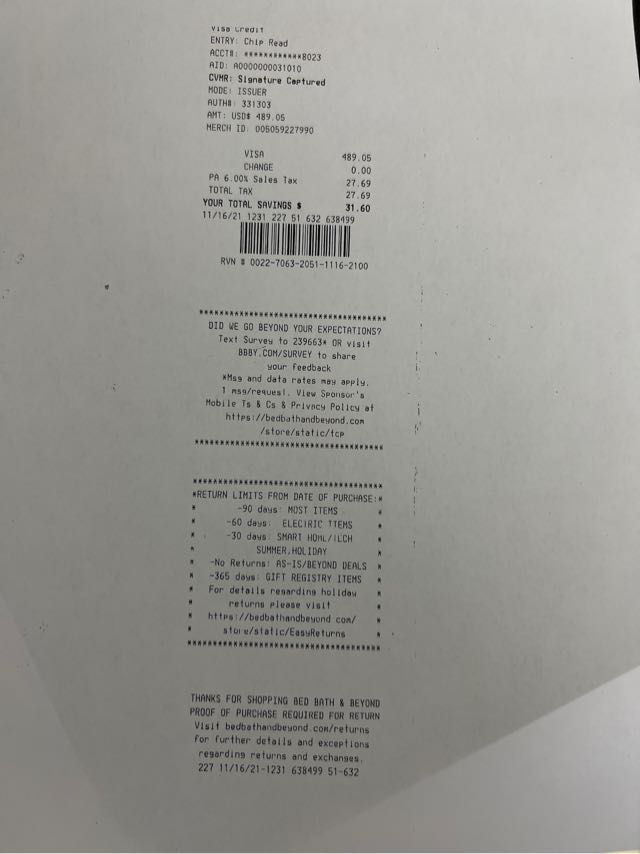 Visa Credit
ENTRY: Chip Read
ACCT#: ************8023
AID: A0000000031010
CVMR: Signature Captured
MODE: ISSUER
AUTH#: 331303
AMT: USD$ 489.05
MERCH ID: 005059227990
VISA 489.05
CHANGE 0.00
PA 6.00% Sales Tax 27.69
TOTAL TAX 27.69
YOUR TOTAL SAVINGS $ 31.60
11/16/21 1231 227 51 632 638499
RVN # 0022-7063-2051-1116-2100
****************************************
DID WE GO BEYOND YOUR EXPECTATIONS?
Text Survey to 239663* OR visit
BBBY.COM/SURVEY to share
your feedback
*Msg and data rates may apply.
1 msg/request. View Sponsor's
Mobile Ts & Cs & Privacy Policy at
https://bedbathandbeyond.com
/store/static/tcp
****************************************
****************************************
*RETURN LIMITS FROM DATE OF PURCHASE:*
* -90 days: MOST ITEMS *
* -60 days: ELECTRIC ITEMS *
* -30 days: SMART HOME/TECH *
* SUMMER,HOLIDAY *
* -No Returns: AS-IS/BEYOND DEALS *
* -365 days: GIFT REGISTRY ITEMS *
* For details regarding holiday *
* returns please visit *
* https://bedbathandbeyond com/ *
* store/static/EasyReturns *
****************************************
THANKS FOR SHOPPING BED BATH & BEYOND
PROOF OF PURCHASE REQUIRED FOR RETURN
Visit bedbathandbeyond.com/returns
for further details and exceptions
regarding returns and exchanges.
227 11/16/21-1231 638499 51-632